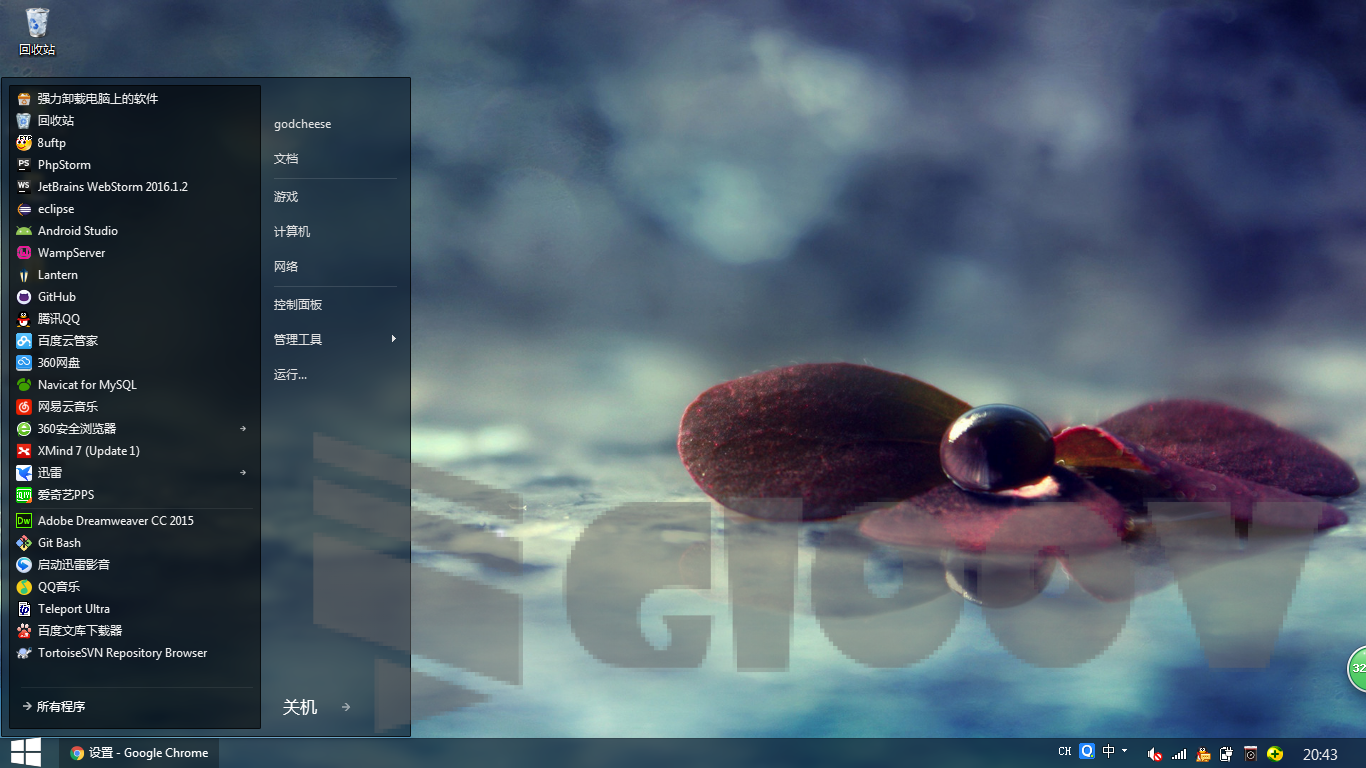 回收站
强力卸载电脑上的软件
回收站
8uftp
PhpStorm
JetBrains WebStorm 2016.1.2
eclipse
Android Studio
WampServer
Lantern
GitHub
腾讯QQ
百度云管家
360网盘
Navicat for MySQL
网易云音乐
360安全浏览器
XMind 7 (Update 1)
迅雷
爱奇艺PPS
Adobe Dreamweaver CC 2015
Git Bash
启动迅雷影音
QQ音乐
Teleport Ultra
百度文库下载器
TortoiseSVN Repository Browser
所有程序
godcheese
文档
游戏
计算机
网络
控制面板
管理工具
运行...
关机
32
设置 - Google Chrome
CH
中
20:43